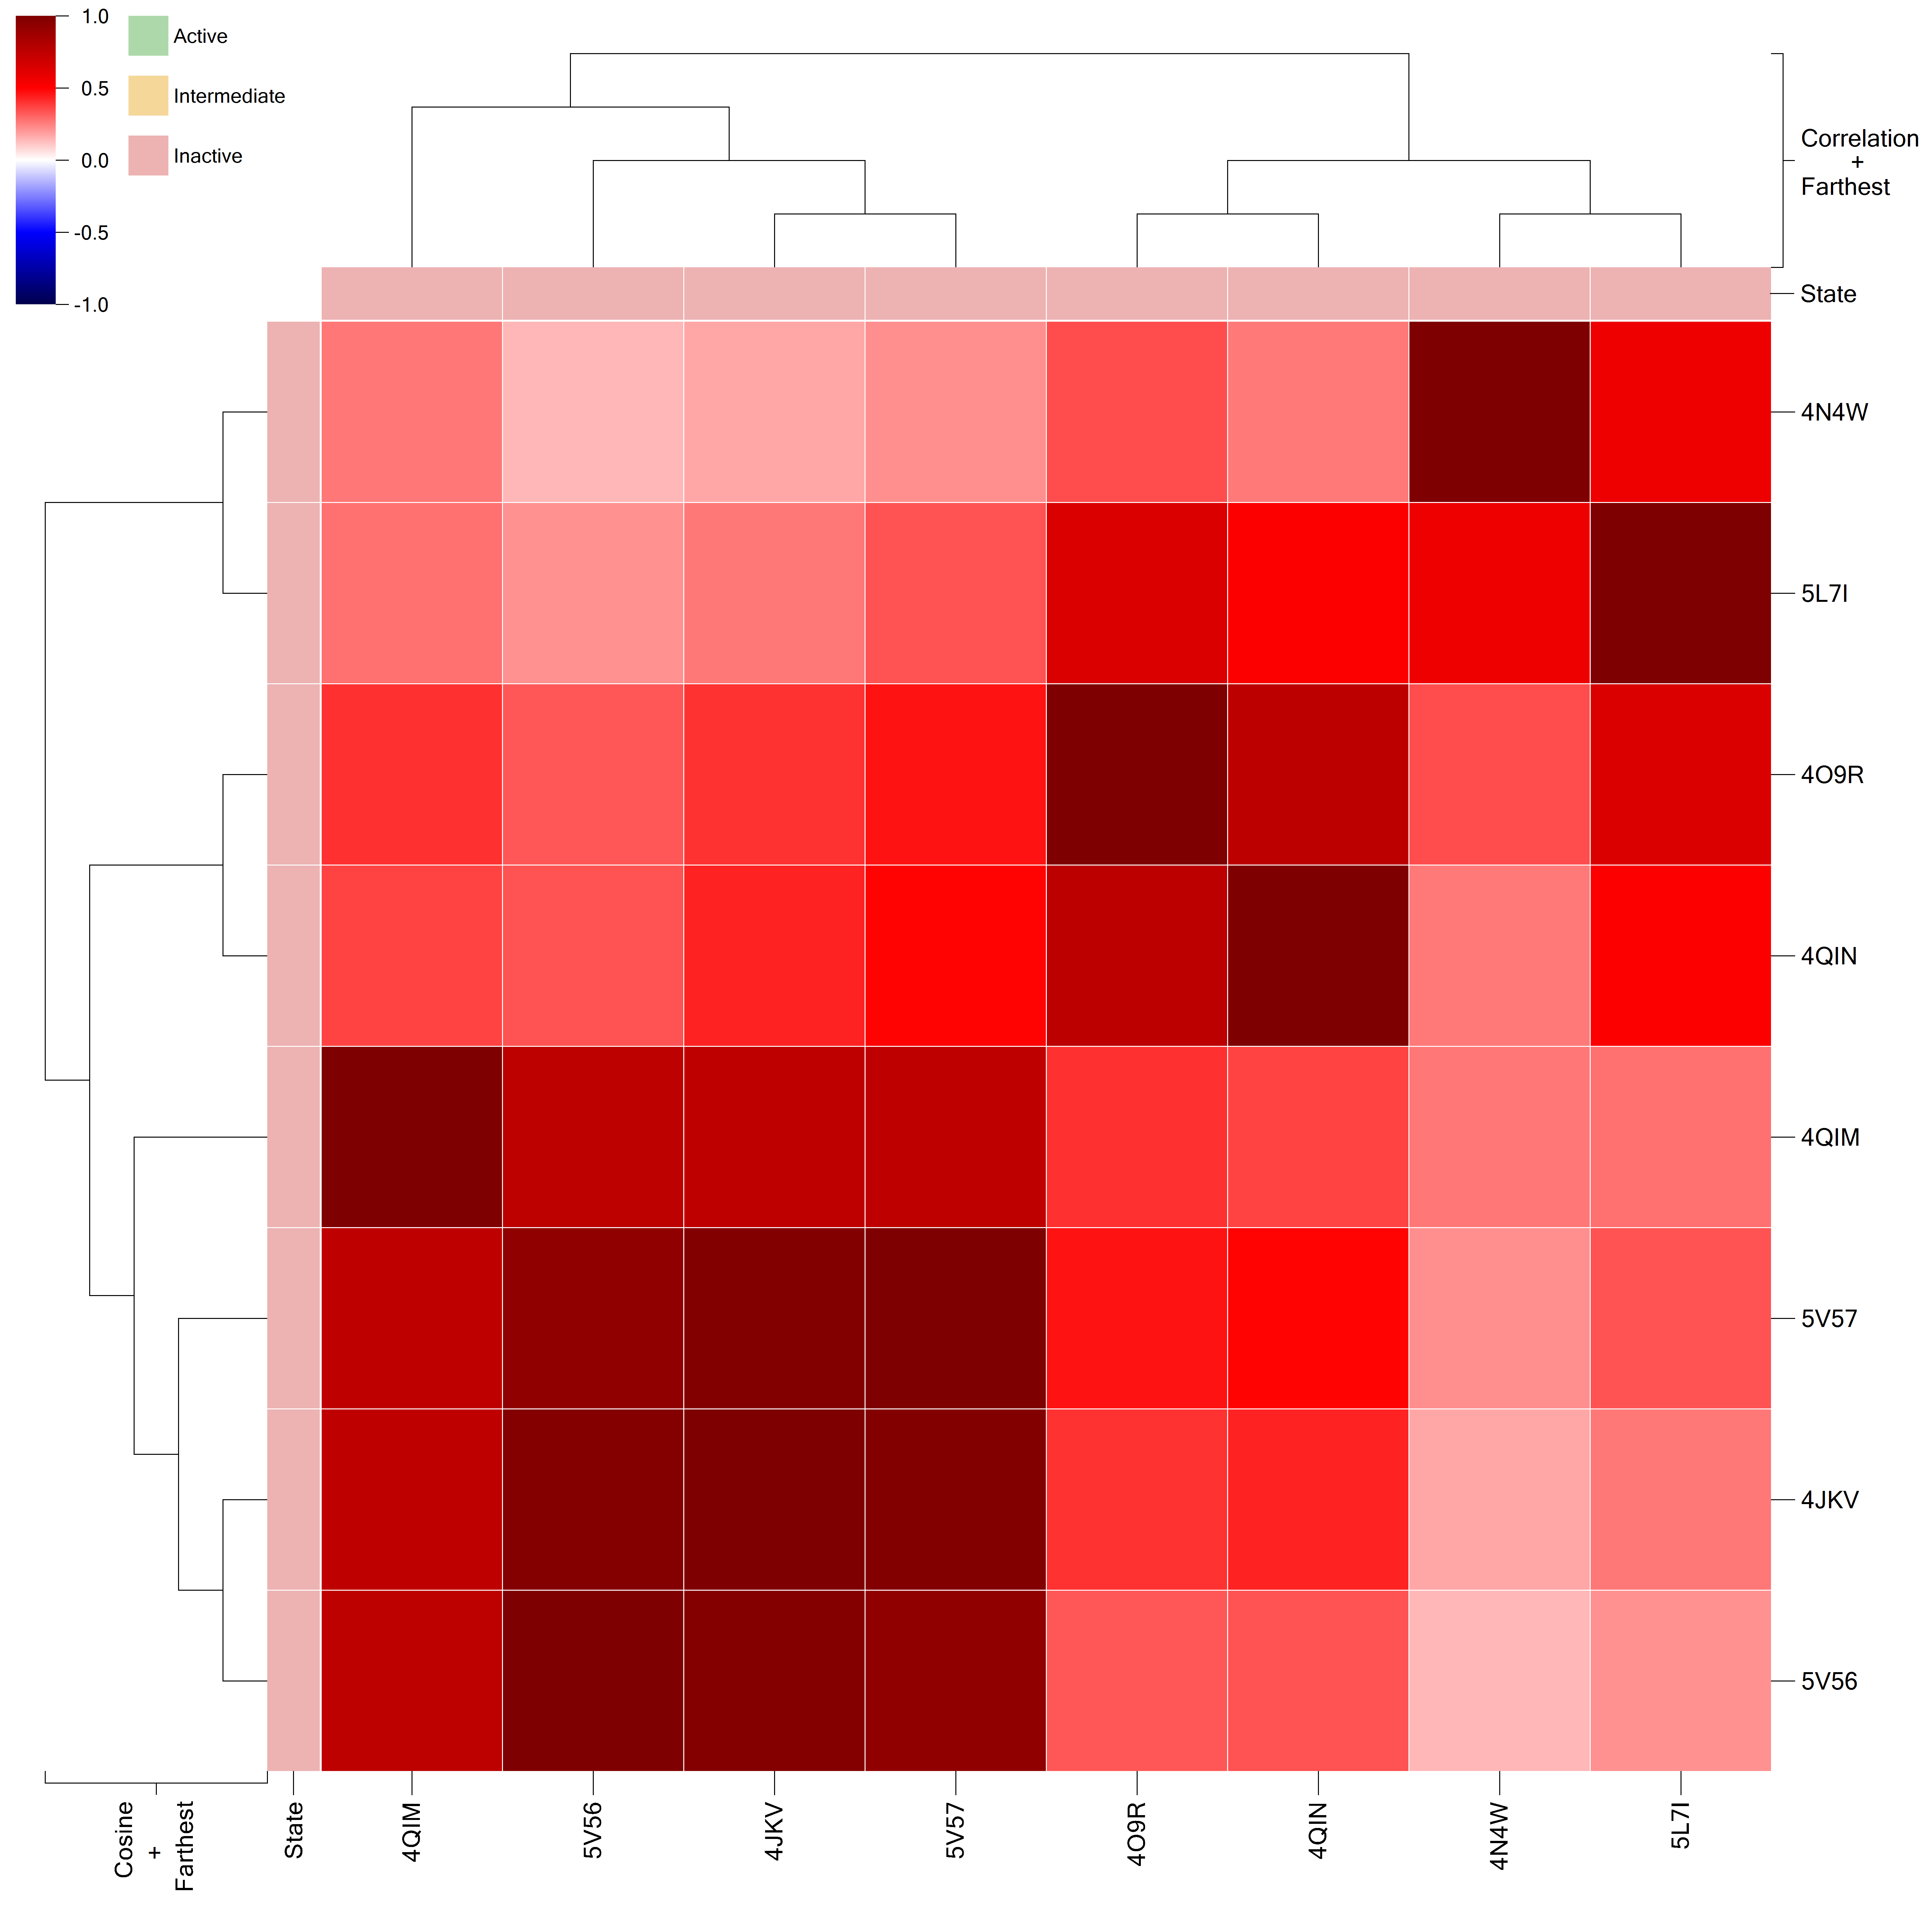 1.0
0.5
0.0
-0.5
-1.0
Active
Intermediate
Inactive
Correlation
+
Farthest
State
4N4W
5L7I
4O9R
4QIN
4QIM
5V57
4JKV
5V56
Cosine
+
Farthest
State
4QIM
5V56
4JKV
5V57
4O9R
4QIN
4N4W
5L7I